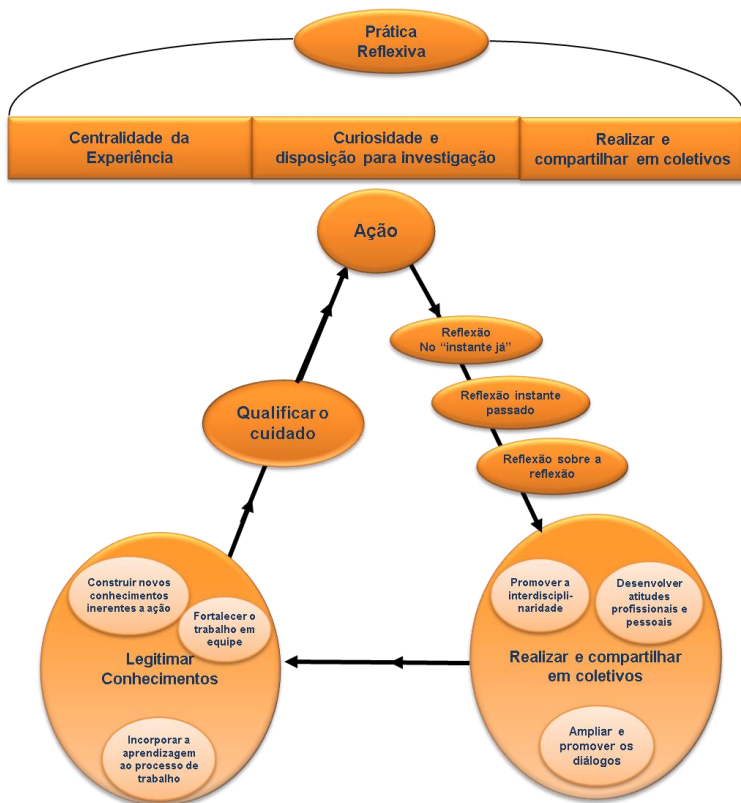 Prática
Reflexiva
Centralidade da
Experiência
Curiosidade e
disposição para investigação
Realizar e
compartilhar em coletivos
Ação
Reflexão
No “instante já”
Reflexão instante
passado
Reflexão sobre a
reflexão
Qualificar o
cuidado
Construir novos
conhecimentos
inerentes a ação
Fortalecer o
trabalho em
equipe
Legitimar
Conhecimentos
Incorporar a
aprendizagem
ao processo de
trabalho
Promover a
interdiscipli-
naridade
Desenvolver
atitudes
profissionais e
pessoais
Realizar e compartilhar
em coletivos
Ampliar e
promover os
diálogos